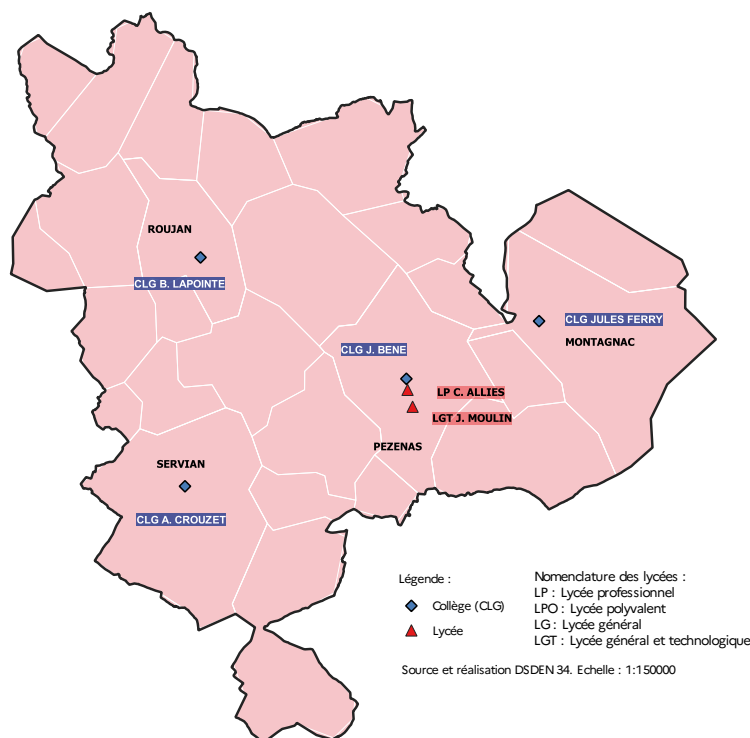 ROUJAN
CLG B. LAPOINTE
CLG JULES FERRY
MONTAGNAC
CLG J. BENE
LP C. ALLIES
LGT J. MOULIN
PEZENAS
SERVIAN
CLG A. CROUZET
Légende :
Collège (CLG)
Lycée
Nomenclature des lycées :
LP : Lycée professionnel
LPO : Lycée polyvalent
LG : Lycée général
LGT : Lycée général et technologique
Source et réalisation DSDEN 34. Echelle : 1:150000